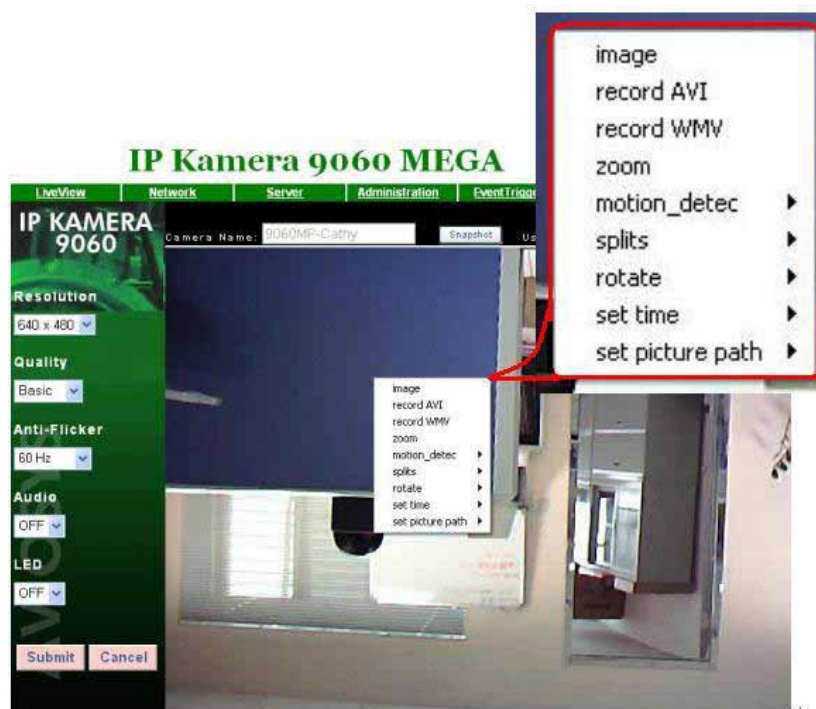 image
record AVI
record WMV
zoom
motion_detec
splits
rotate
set time
set picture path
IP Kamera 9060 MEGA
LiveView Network Server Administration EventTrigge
IP KAMERA
9060
Camera Name: 9060MP-Cathy Snapshot Us
Resolution
640 x 480
Quality
Basic
Anti-Flicker
60 Hz
Audio
OFF
LED
OFF
Submit Cancel
image
record AVI
record WMV
zoom
motion_detec
splits
rotate
set time
set picture path